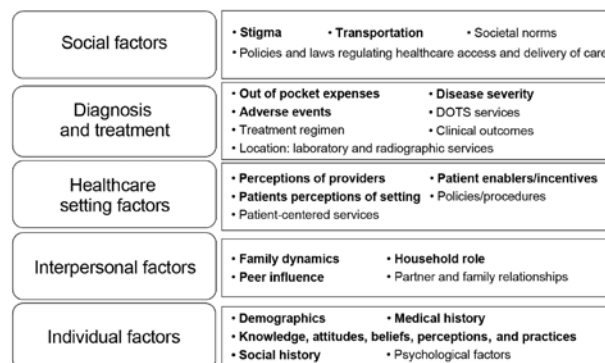 Social factors
• Stigma • Transportation • Societal norms
• Policies and laws regulating healthcare access and delivery of care
Diagnosis
and treatment
• Out of pocket expenses • Disease severity
• Adverse events • DOTS services
• Treatment regimen • Clinical outcomes
• Location: laboratory and radiographic services
Healthcare
setting factors
• Perceptions of providers • Patient enablers/incentives
• Patients perceptions of setting • Policies/procedures
• Patient-centered services
Interpersonal factors
• Family dynamics • Household role
• Peer influence • Partner and family relationships
Individual factors
• Demographics • Medical history
• Knowledge, attitudes, beliefs, perceptions, and practices
• Social history • Psychological factors